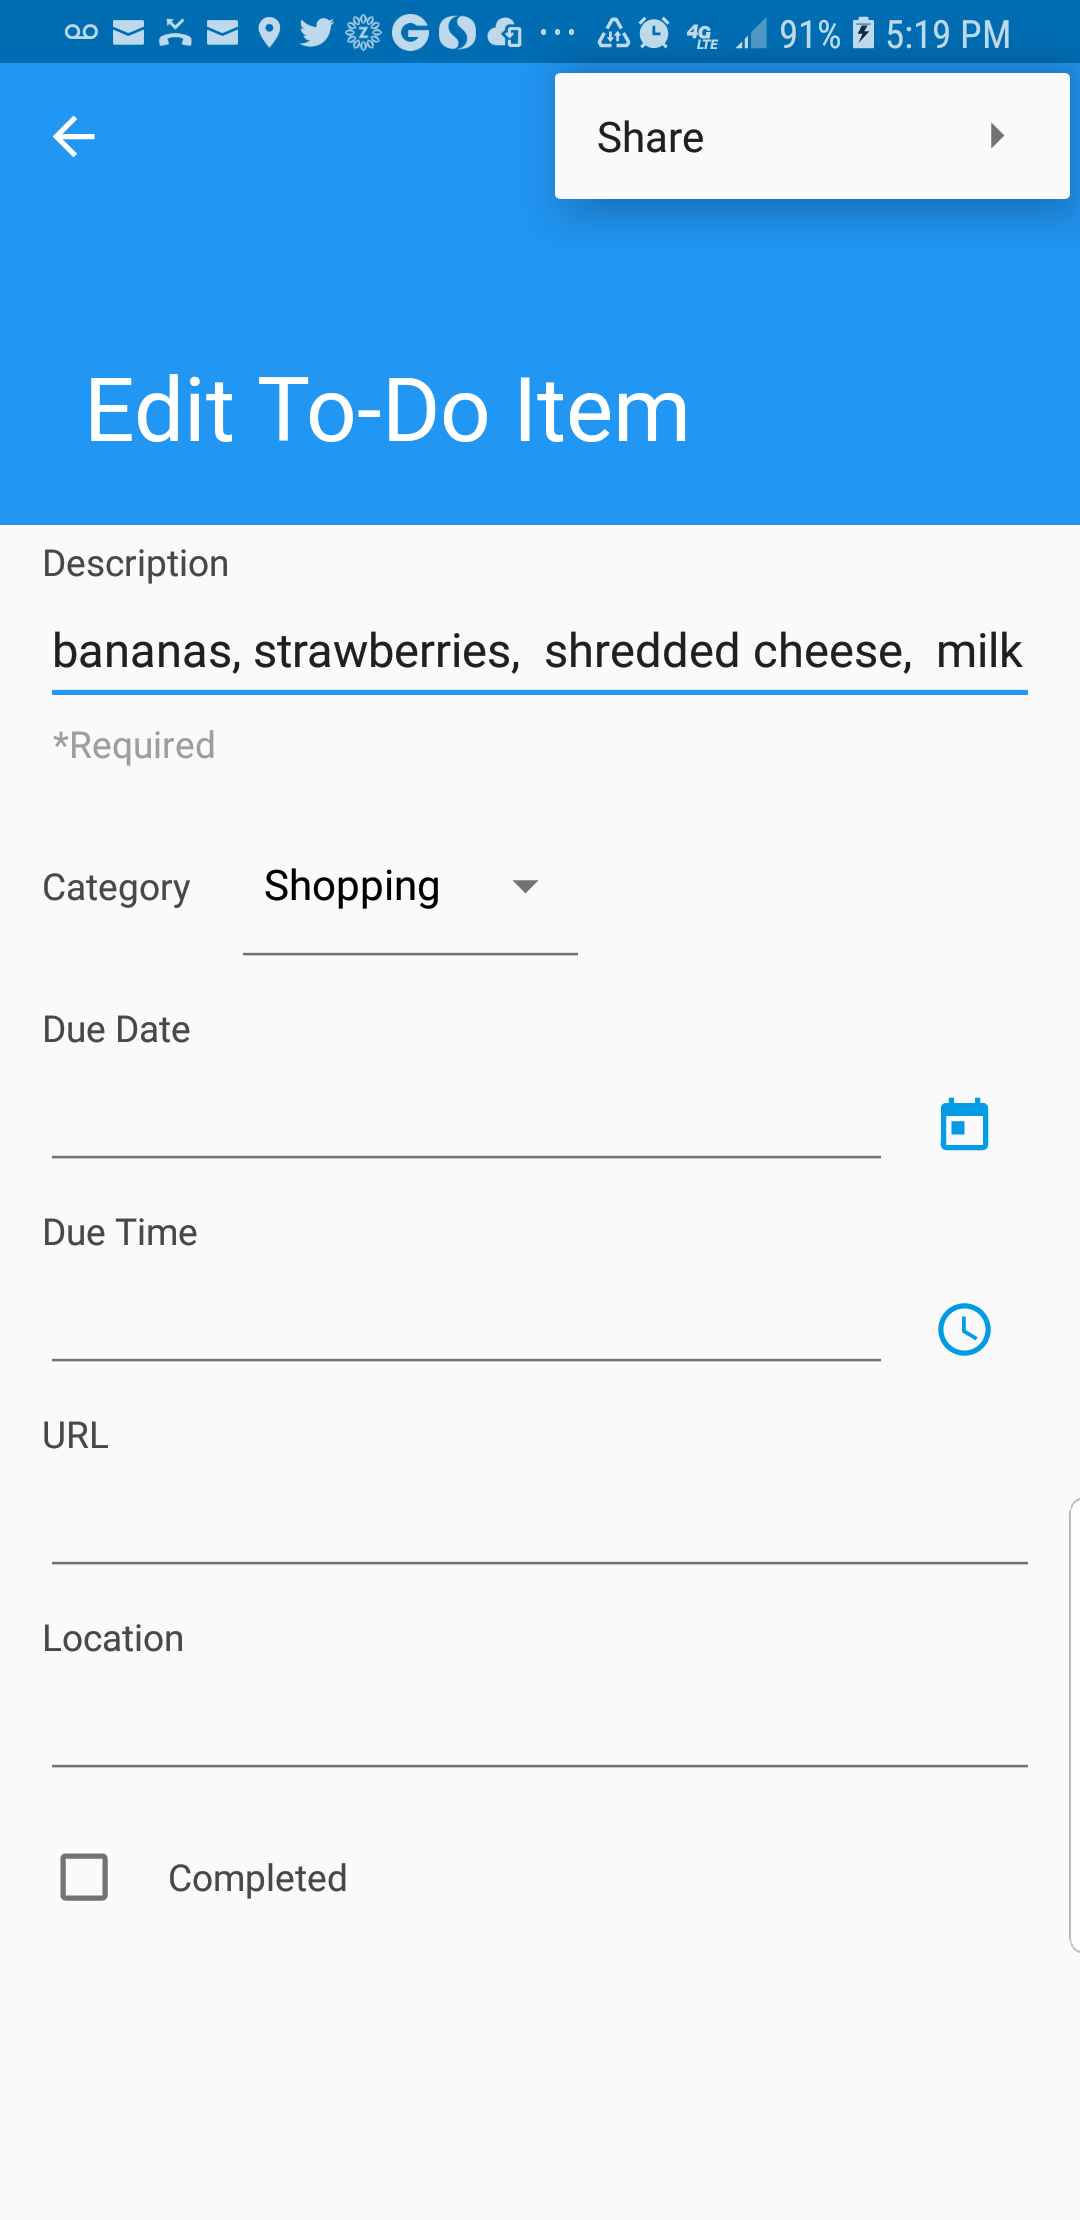 4G LTE 91% 5:19 PM
Share
Edit To-Do Item
Description
bananas, strawberries,  shredded cheese,  milk
*Required
Category Shopping
Due Date
Due Time
URL
Location
Completed